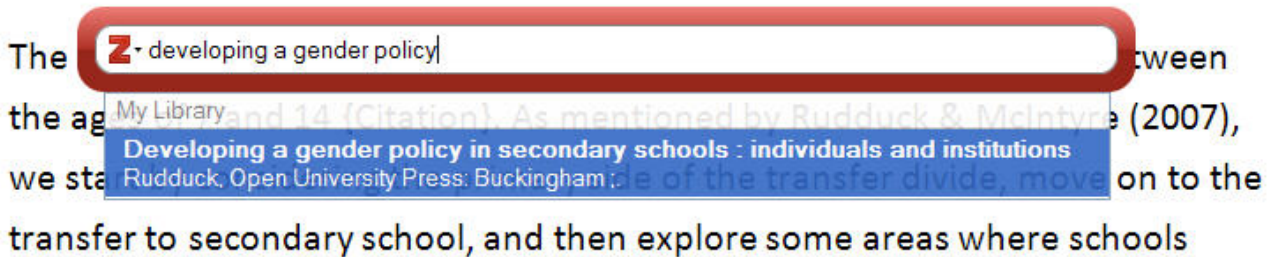 The Z developing a gender policy tween
My Library
the ages and 14 {Citation}. As mentioned by Rudduck & McIntyre (2007),
Developing a gender policy in secondary schools : individuals and institutions
Rudduck, Open University Press: Buckingham ;.
we sta de of the transfer divide, move on to the
transfer to secondary school, and then explore some areas where schools